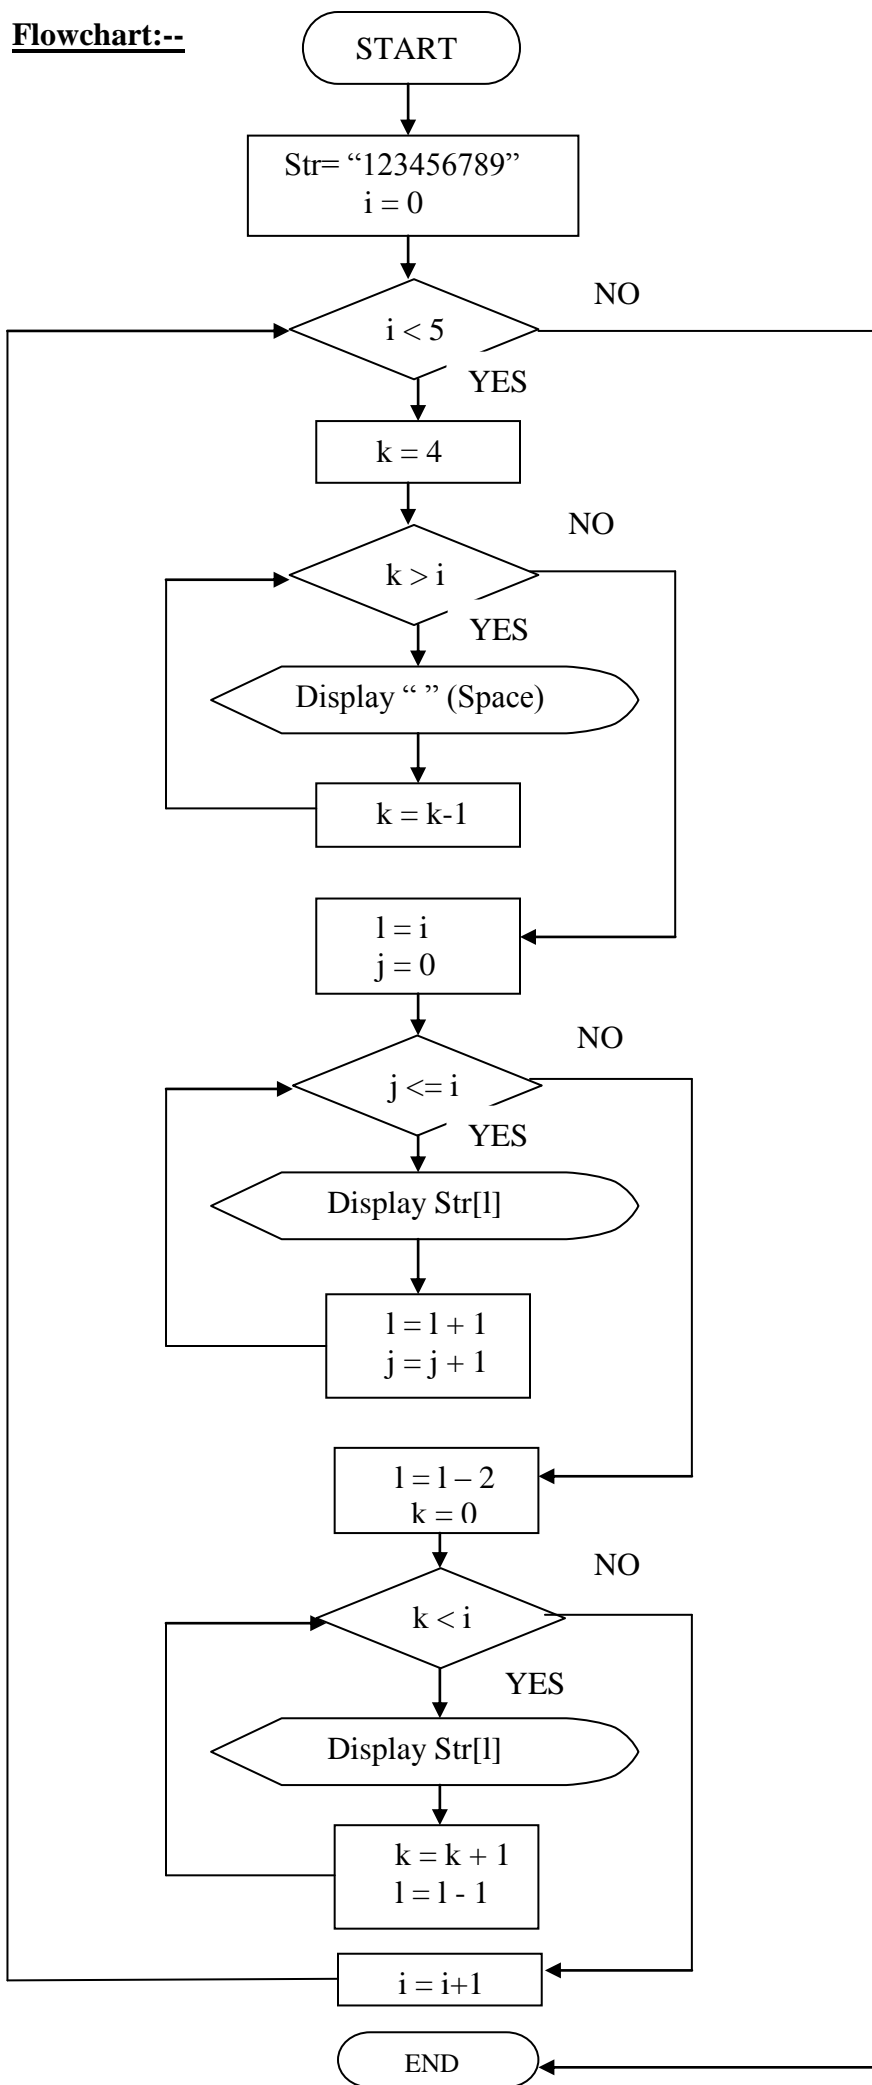 Flowchart:--
START
Str= “123456789”
i = 0
NO
i < 5
YES
k = 4
NO
k > i
YES
Display “ ” (Space)
k = k-1
l = i
j = 0
NO
j <= i
YES
Display Str[l]
l = l + 1
j = j + 1
l = l – 2
k = 0
NO
k < i
YES
Display Str[l]
k = k + 1
l = l - 1
i = i+1
END